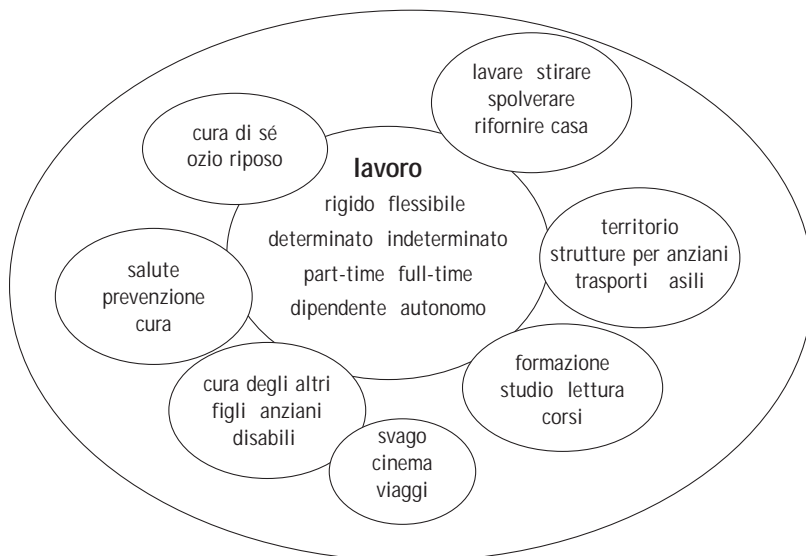 lavare stirare
spolverare
rifornire casa
cura di sé
ozio riposo
lavoro
rigido flessibile
determinato indeterminato
part-time full-time
dipendente autonomo
territorio
strutture per anziani
trasporti asili
salute
prevenzione
cura
formazione
studio lettura
corsi
cura degli altri
figli anziani
disabili
svago
cinema
viaggi